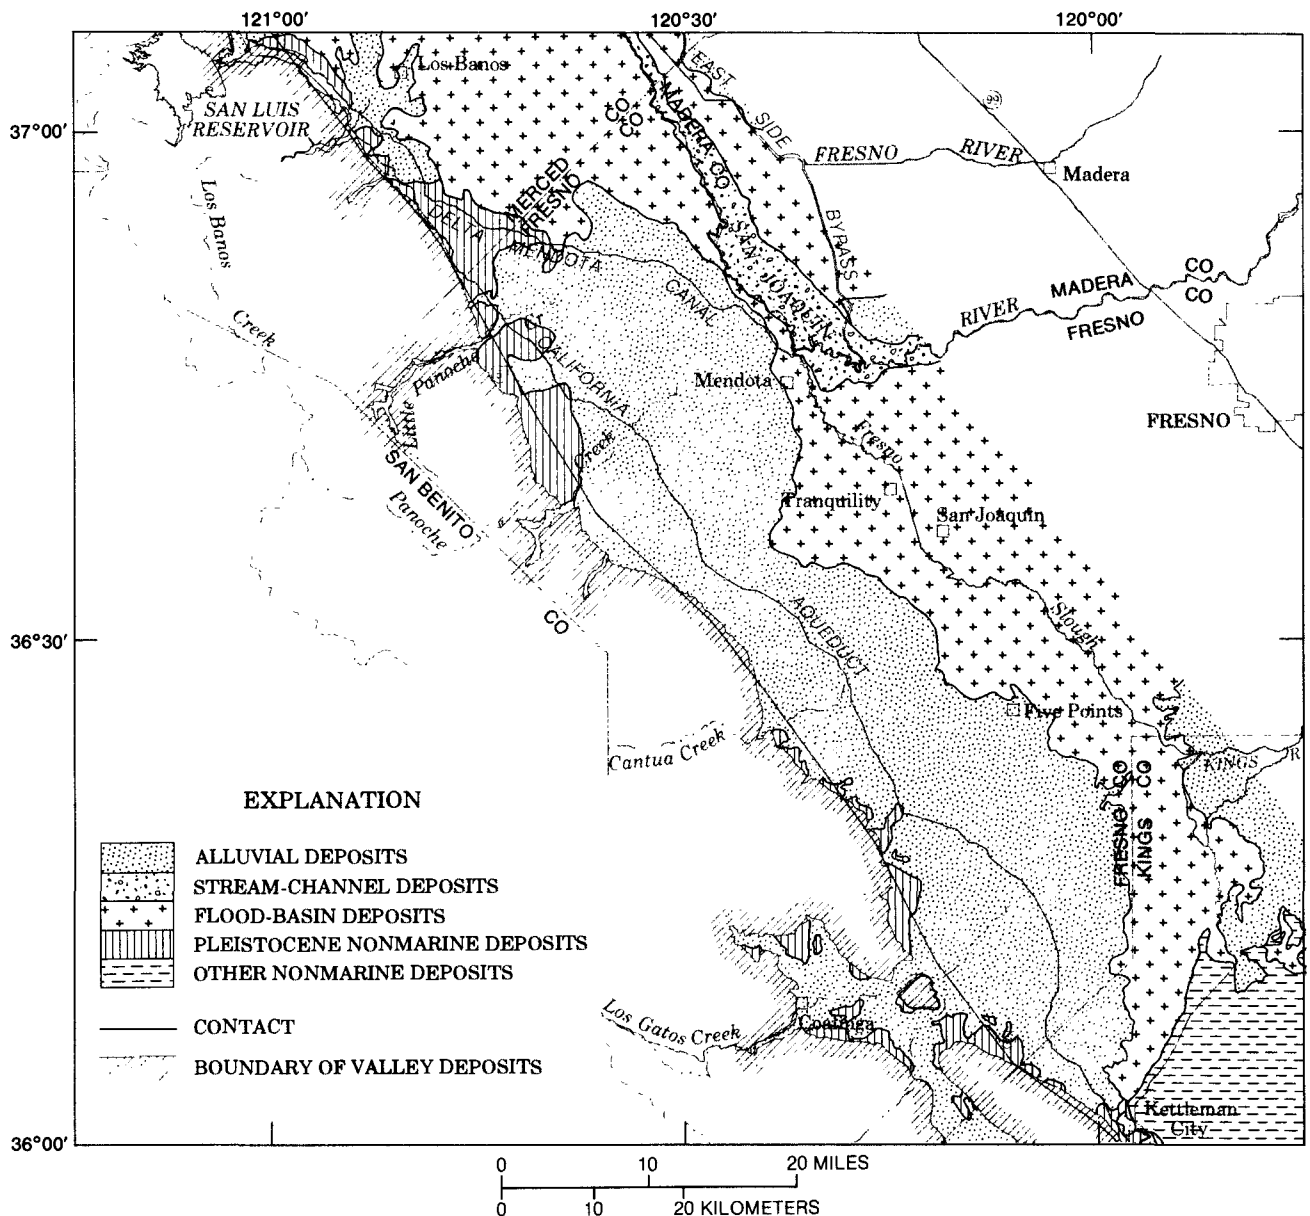 121°00'
120°30'
120°00'
Los Banos
EAST
SIDE
BYPASS
CO
CO
MADERA CO
99
37°00'
SAN LUIS
RESERVOIR
FRESNO RIVER
Madera
MERCED
FRESNO
Los Banos
Creek
DELTA
MENDOTA
CANAL
SAN JOAQUIN
RIVER
MADERA CO
FRESNO CO
CALIFORNIA
AQUEDUCT
Little Panoche
Creek
Mendota
FRESNO
Fresno
Slough
SAN BENITO
CO
Panoche
Tranquility
San Joaquin
36°30'
Five Points
Cantua Creek
FRESNO CO
KINGS CO
KINGS R
EXPLANATION
ALLUVIAL DEPOSITS
STREAM-CHANNEL DEPOSITS
FLOOD-BASIN DEPOSITS
PLEISTOCENE NONMARINE DEPOSITS
OTHER NONMARINE DEPOSITS
CONTACT
BOUNDARY OF VALLEY DEPOSITS
Los Gatos Creek
Coalinga
Kettleman
City
36°00'
0 10 20 MILES
0 10 20 KILOMETERS